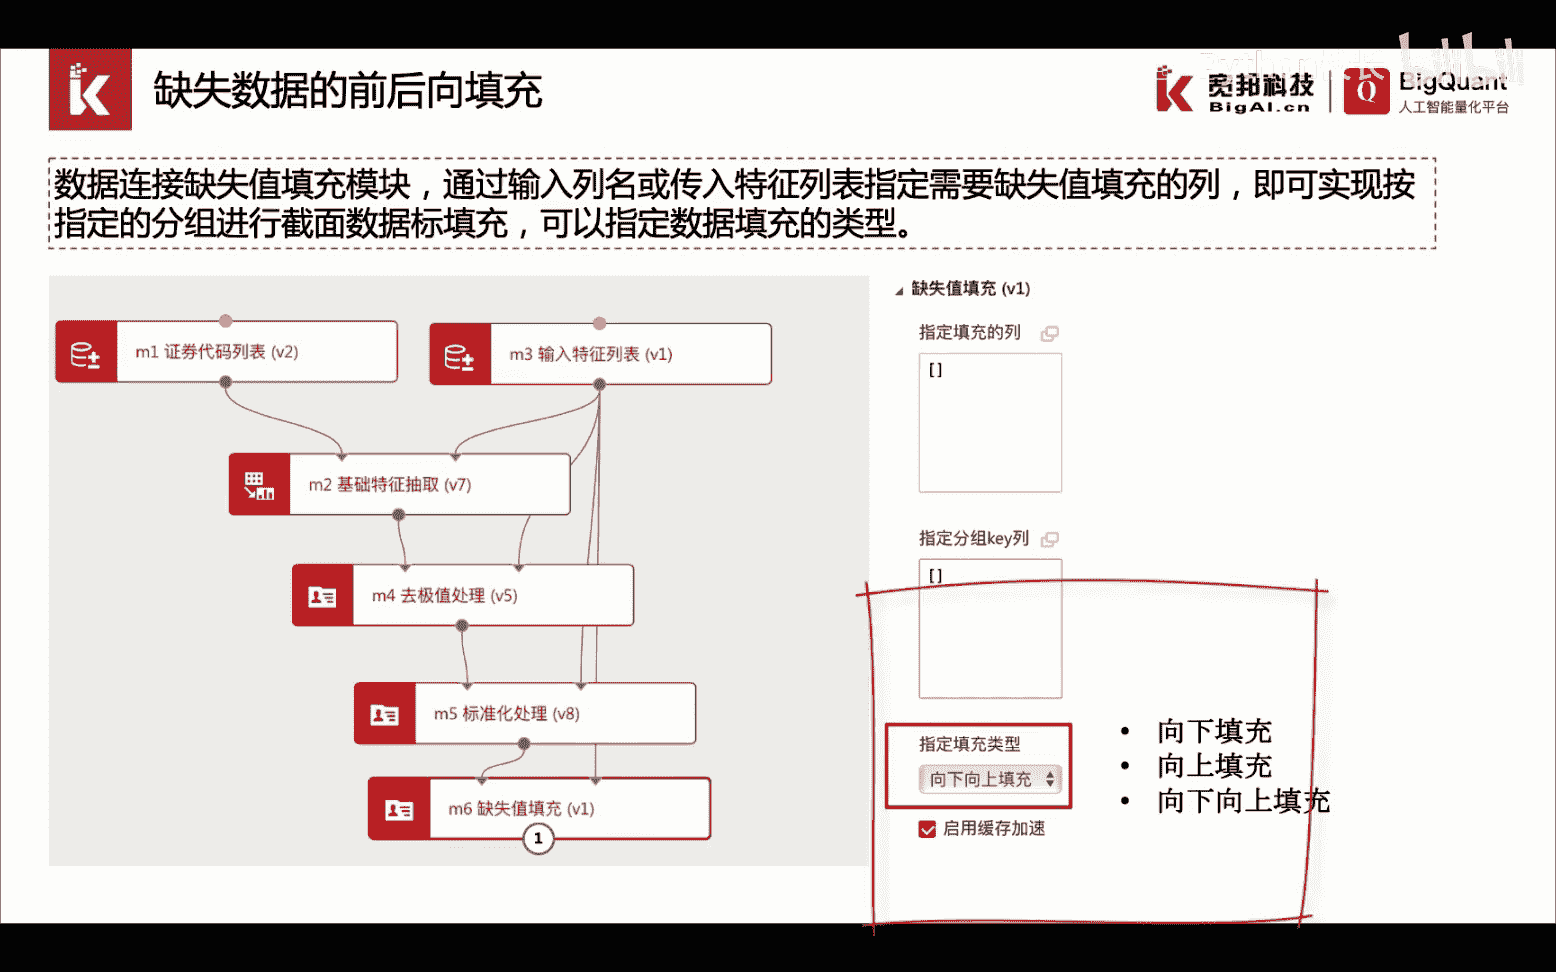 缺失数据的前后向填充
宽邦科技
BigAI.cn
BigQuant
人工智能量化平台
数据连接缺失值填充模块，通过输入列名或传入特征列表指定需要缺失值填充的列，即可实现按
指定的分组进行截面数据标填充，可以指定数据填充的类型。
m1 证券代码列表 (v2)
m3 输入特征列表 (v1)
m2 基础特征抽取 (v7)
m4 去极值处理 (v5)
m5 标准化处理 (v8)
m6 缺失值填充 (v1)
1
缺失值填充 (v1)
指定填充的列
[]
指定分组key列
[]
指定填充类型
向下向上填充
启用缓存加速
• 向下填充
• 向上填充
• 向下向上填充